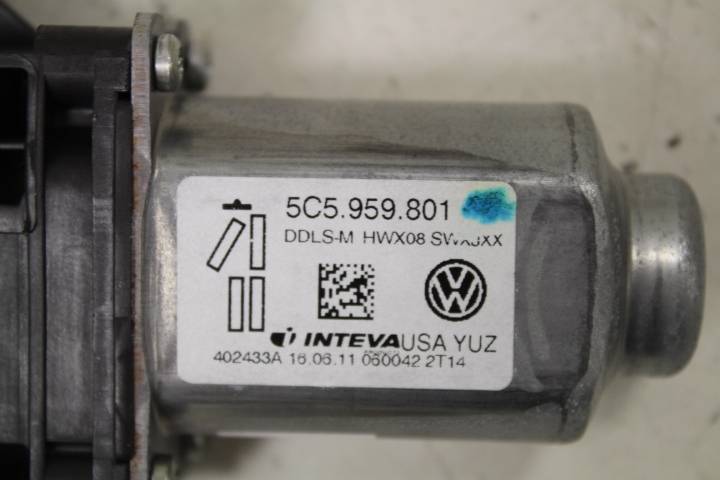 5C5.959.801
DDLS-M HWX08
INTEVA USA YUZ
402433A 16.06.11 060042 2T14